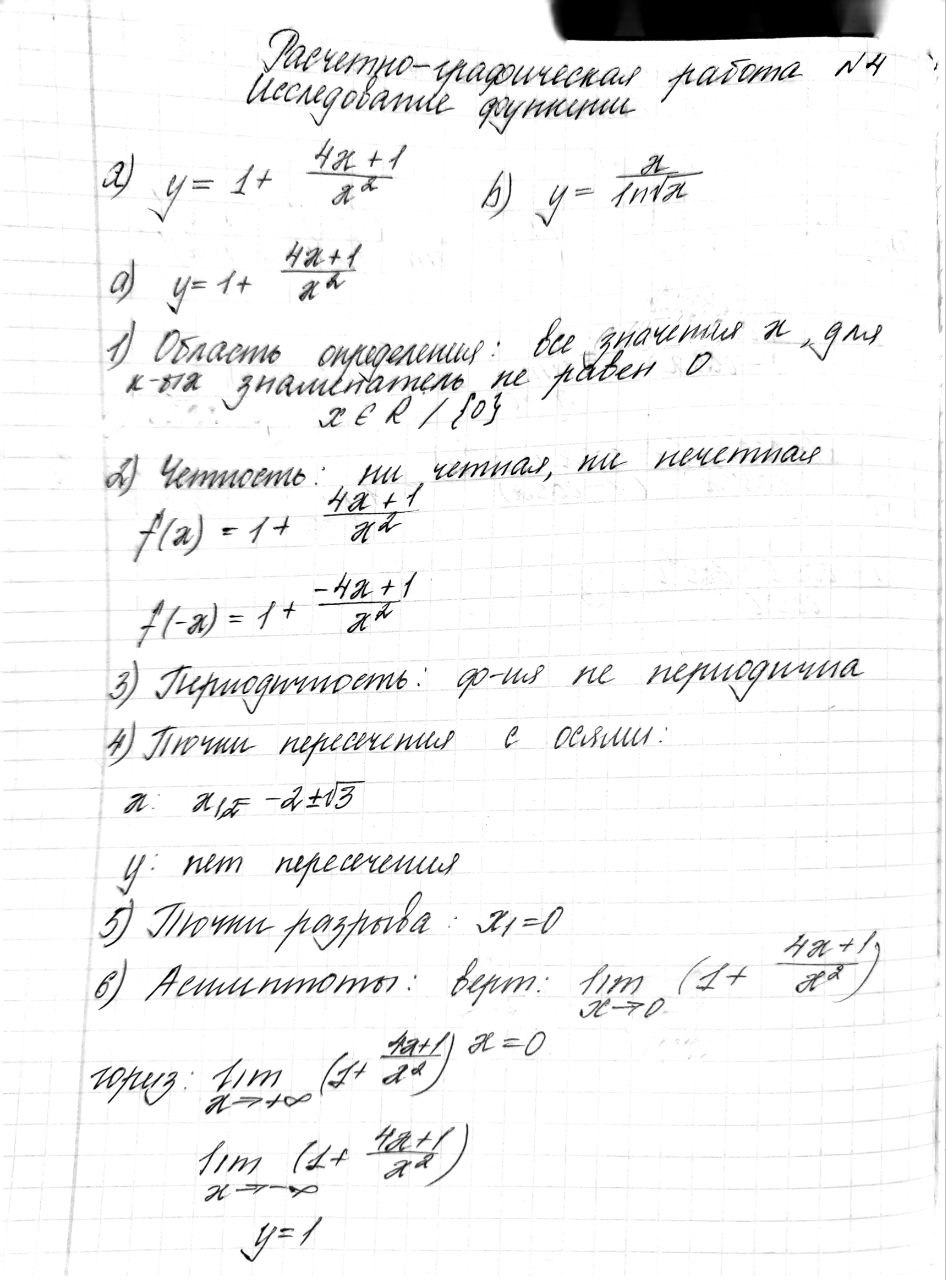 Расчетно-графическая работа №4
Исследование функции
a) y = 1 + (4x+1)/x² b) y = x/ln√x
a) y = 1 + (4x+1)/x²
1) Область определения: все значения x, для
к-ых знаменатель не равен 0
x ∈ R / {0}
2) Четность: ни четная, ни нечетная
f(x) = 1 + (4x+1)/x²
f(-x) = 1 + (-4x+1)/x²
3) Периодичность: ф-ия не периодична
4) Точки пересечения с осями:
x: x₁,₂ = -2±√3
y: нет пересечения
5) Точки разрыва: x₁=0
6) Асимптоты: верт: lim x→0 (1 + (4x+1)/x²)
x=0
гориз: lim x→+∞ (1 + (4x+1)/x²)
lim x→-∞ (1 + (4x+1)/x²)
y=1